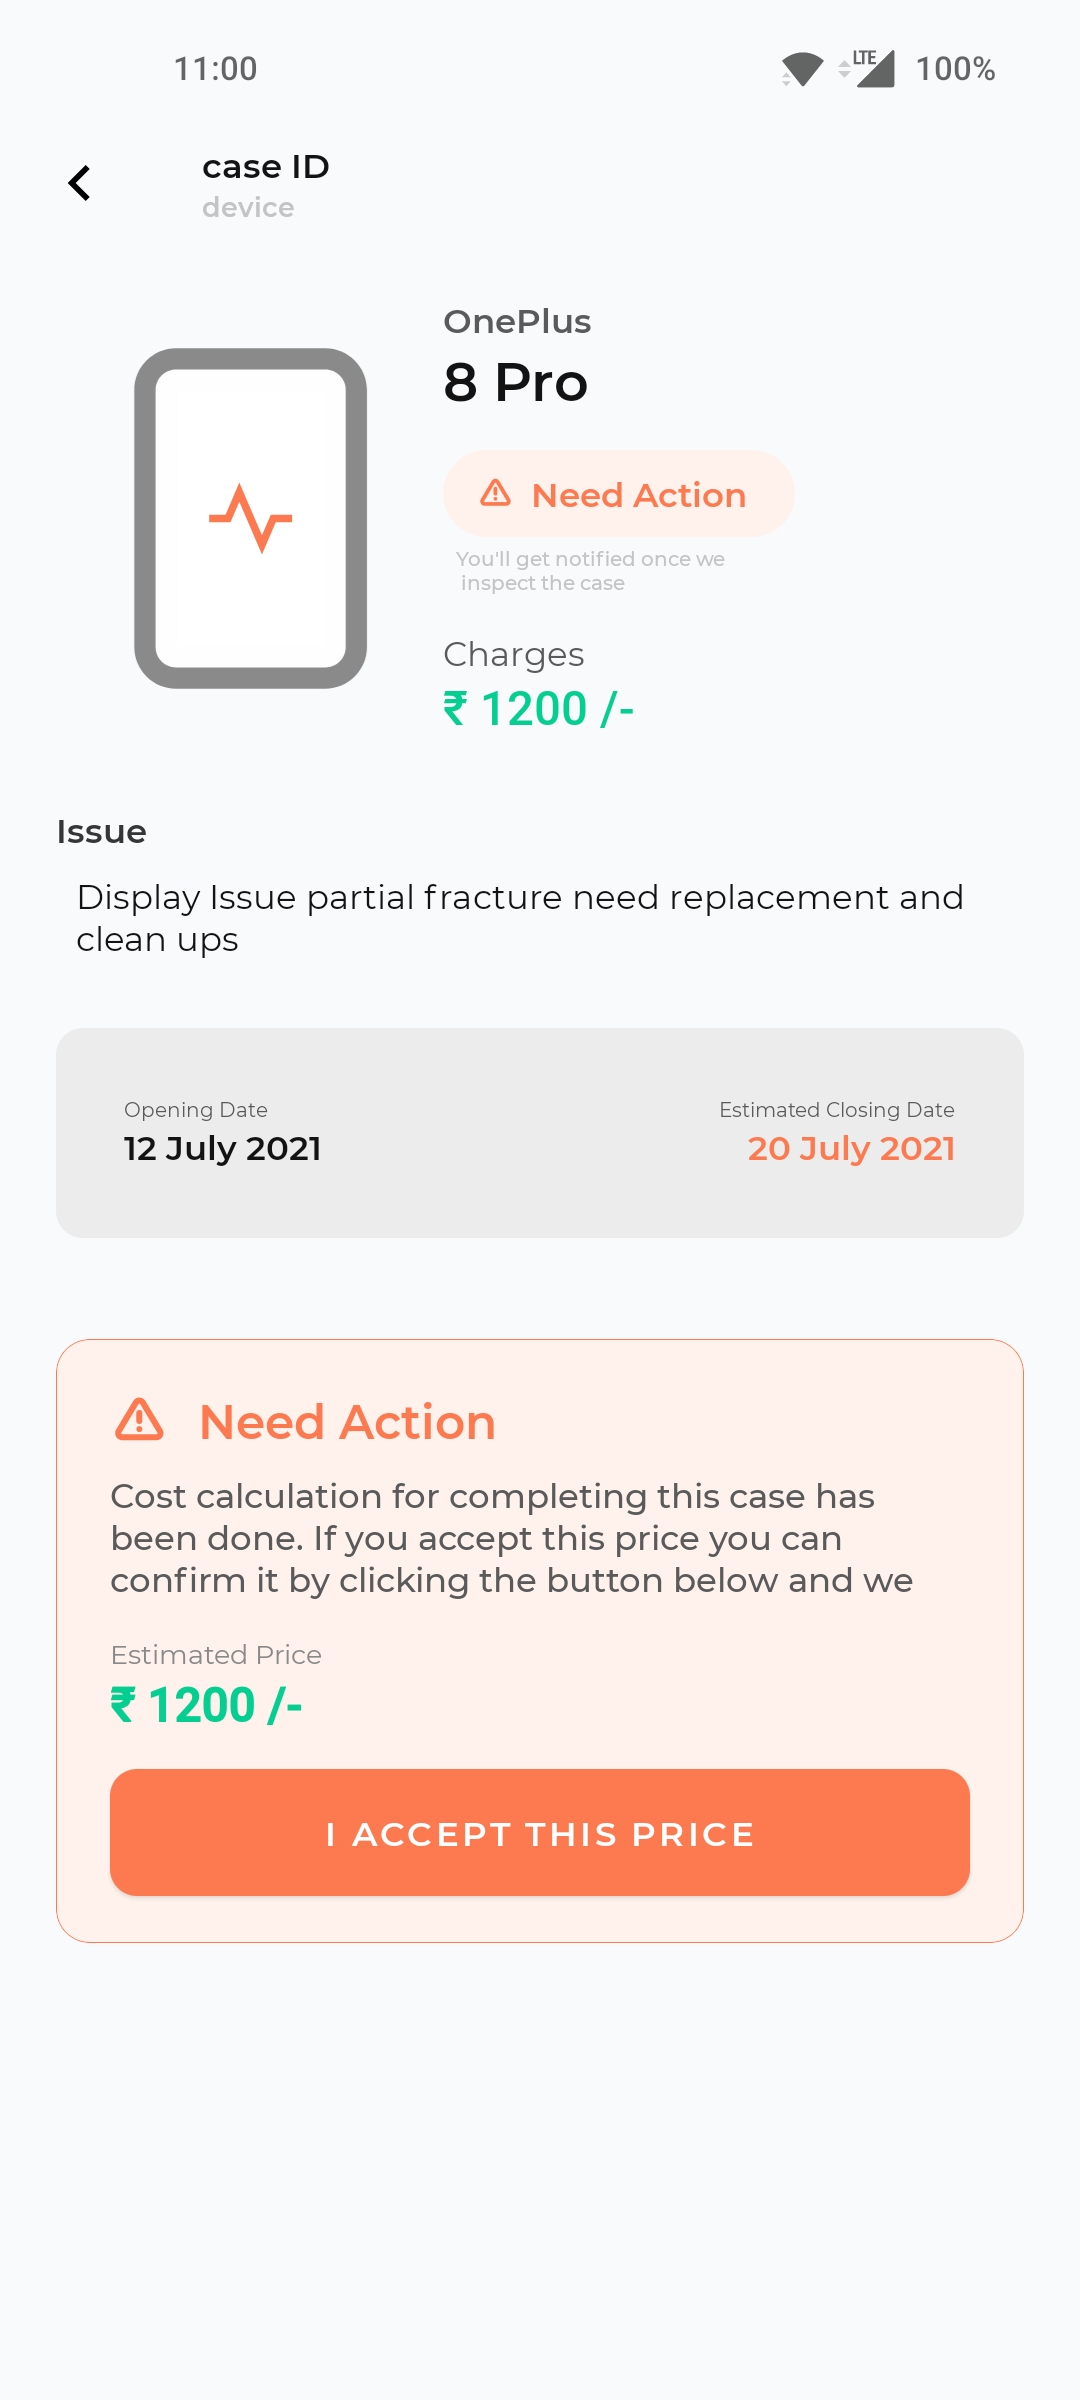 11:00
LTE 100%
case ID
device
OnePlus
8 Pro
Need Action
You'll get notified once we
inspect the case
Charges
₹ 1200 /-
Issue
Display Issue partial fracture need replacement and
clean ups
Opening Date
Estimated Closing Date
12 July 2021
20 July 2021
Need Action
Cost calculation for completing this case has
been done. If you accept this price you can
confirm it by clicking the button below and we
Estimated Price
₹ 1200 /-
I ACCEPT THIS PRICE